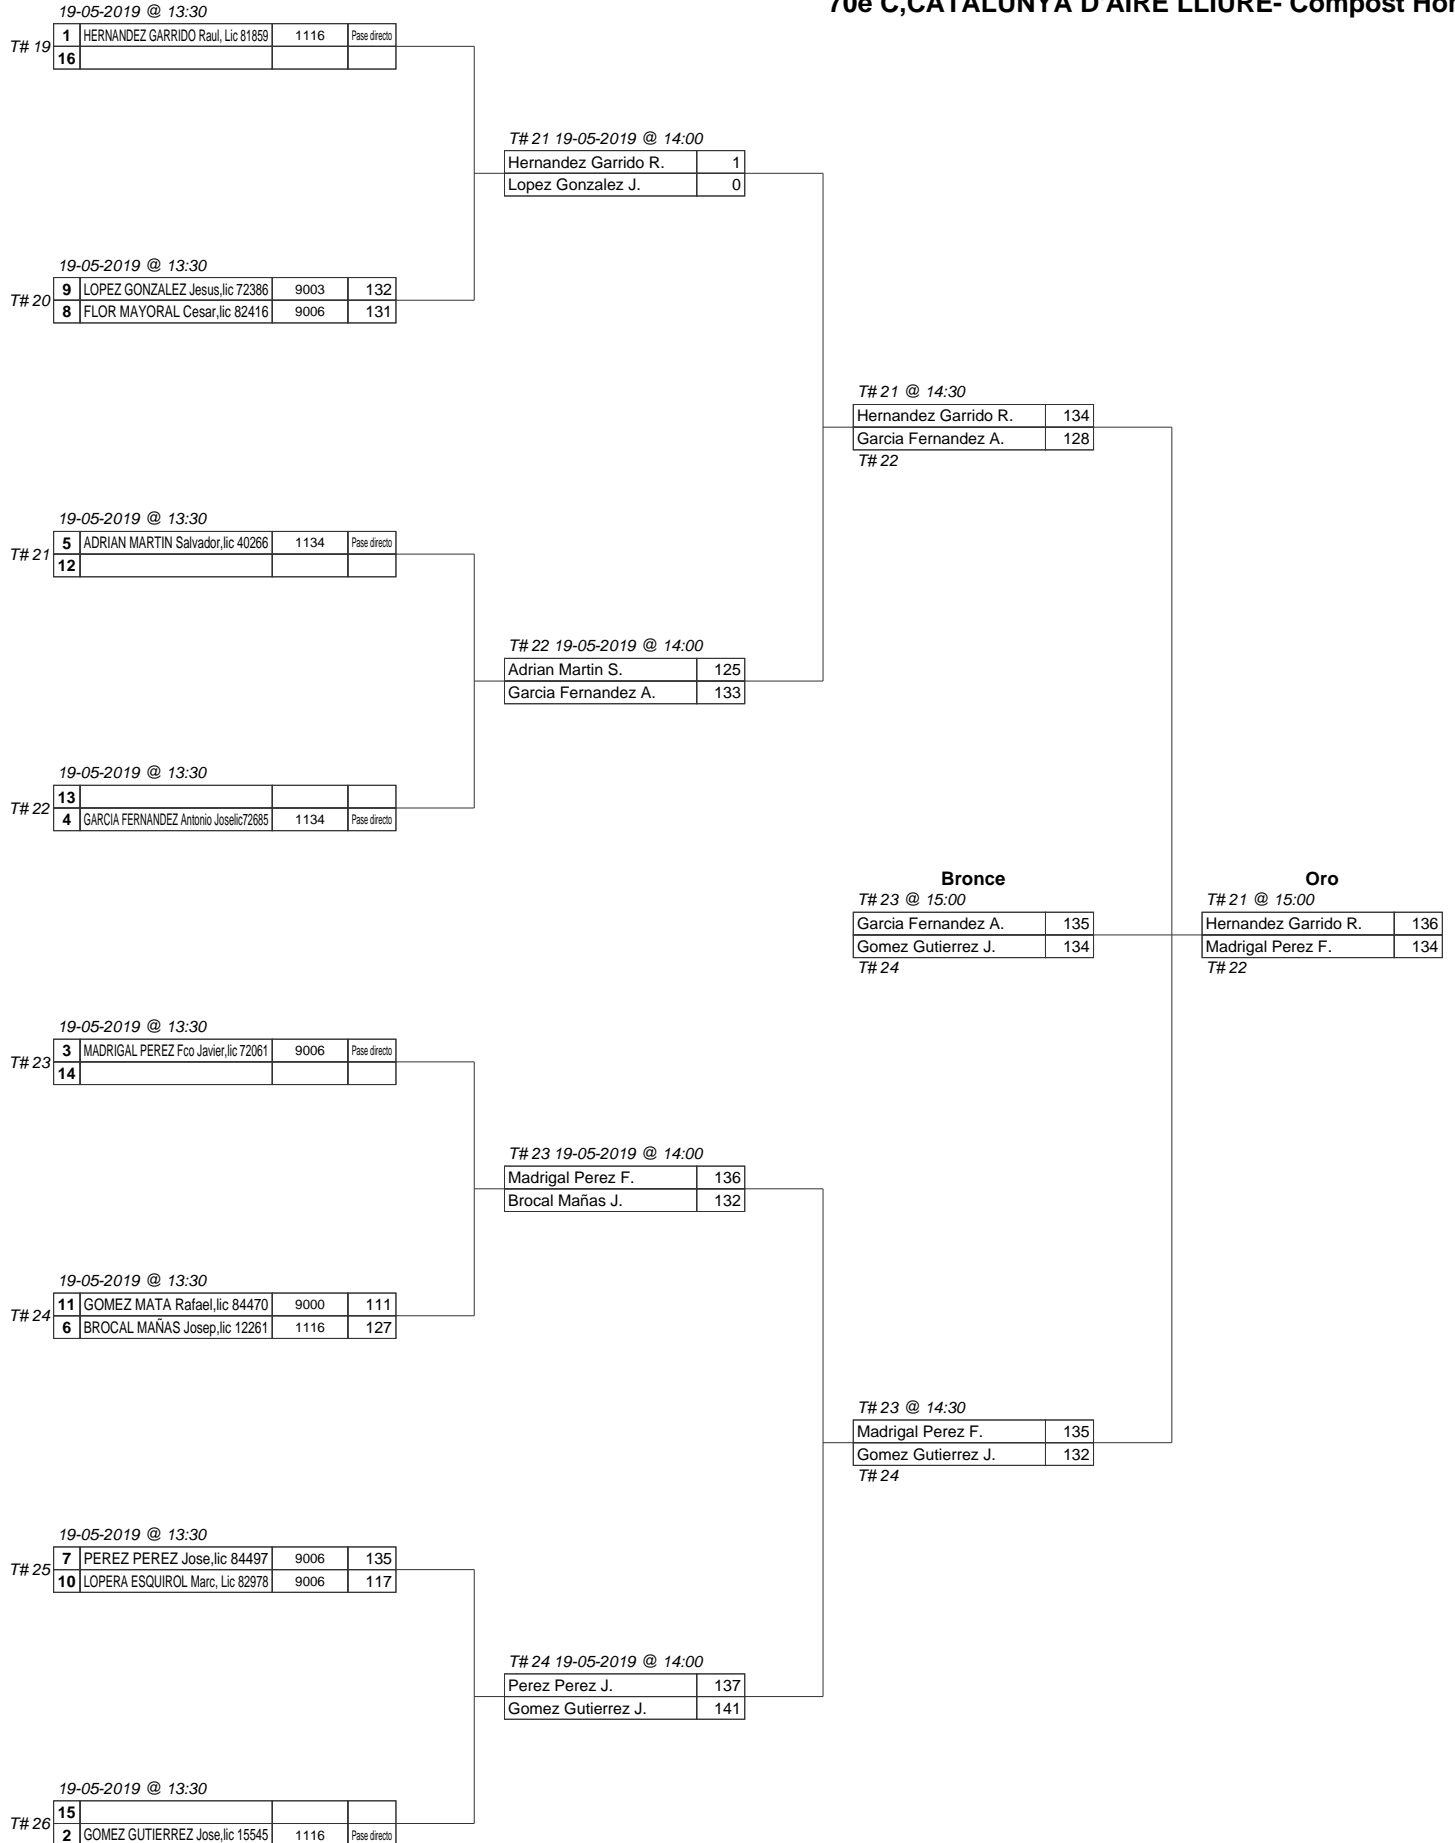 70e C,CATALUNYA D'AIRE LLIURE- Compost Hom
19-05-2019 @ 13:30
T# 19
1 HERNANDEZ GARRIDO Raul, Lic 81859 1116 Pase directo
16
T# 21 19-05-2019 @ 14:00
Hernandez Garrido R. 1
Lopez Gonzalez J. 0
19-05-2019 @ 13:30
T# 20
9 LOPEZ GONZALEZ Jesus,lic 72386 9003 132
8 FLOR MAYORAL Cesar,lic 82416 9006 131
T# 21 @ 14:30
Hernandez Garrido R. 134
Garcia Fernandez A. 128
T# 22
19-05-2019 @ 13:30
T# 21
5 ADRIAN MARTIN Salvador,lic 40266 1134 Pase directo
12
T# 22 19-05-2019 @ 14:00
Adrian Martin S. 125
Garcia Fernandez A. 133
19-05-2019 @ 13:30
T# 22
13
4 GARCIA FERNANDEZ Antonio Joselic72685 1134 Pase directo
Bronce
T# 23 @ 15:00
Garcia Fernandez A. 135
Gomez Gutierrez J. 134
T# 24
Oro
T# 21 @ 15:00
Hernandez Garrido R. 136
Madrigal Perez F. 134
T# 22
19-05-2019 @ 13:30
T# 23
3 MADRIGAL PEREZ Fco Javier,lic 72061 9006 Pase directo
14
T# 23 19-05-2019 @ 14:00
Madrigal Perez F. 136
Brocal Mañas J. 132
19-05-2019 @ 13:30
T# 24
11 GOMEZ MATA Rafael,lic 84470 9000 111
6 BROCAL MAÑAS Josep,lic 12261 1116 127
T# 23 @ 14:30
Madrigal Perez F. 135
Gomez Gutierrez J. 132
T# 24
19-05-2019 @ 13:30
T# 25
7 PEREZ PEREZ Jose,lic 84497 9006 135
10 LOPERA ESQUIROL Marc, Lic 82978 9006 117
T# 24 19-05-2019 @ 14:00
Perez Perez J. 137
Gomez Gutierrez J. 141
19-05-2019 @ 13:30
T# 26
15
2 GOMEZ GUTIERREZ Jose,lic 15545 1116 Pase directo